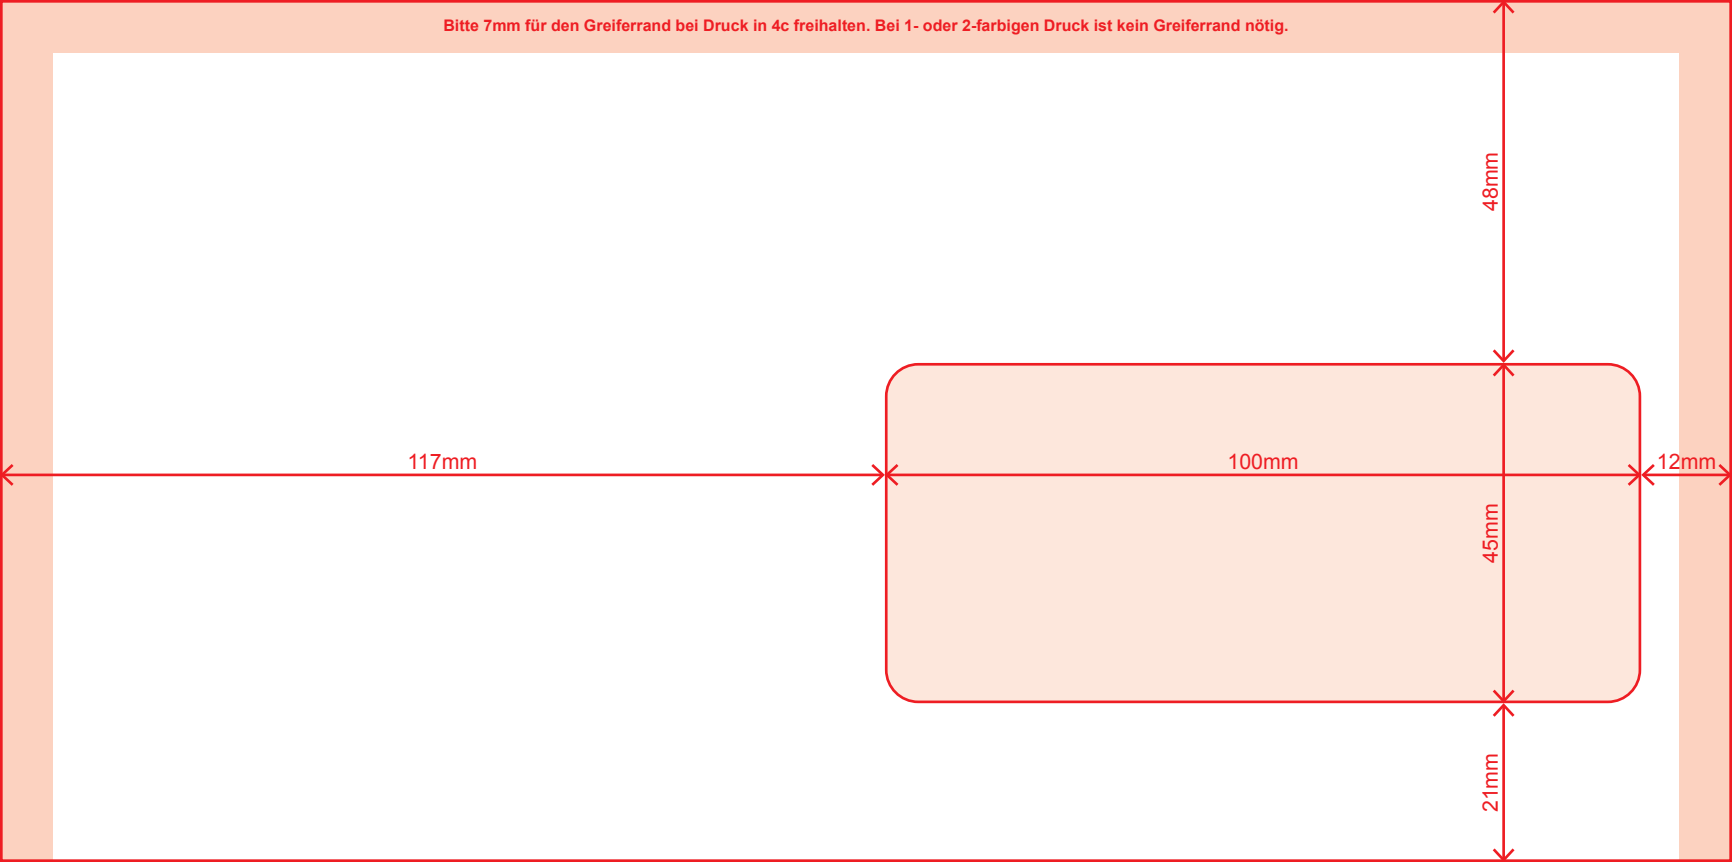 Bitte 7mm für den Greiferrand bei Druck in 4c freihalten. Bei 1- oder 2-farbigen Druck ist kein Greiferrand nötig.
48mm
117mm
100mm
12mm
45mm
21mm